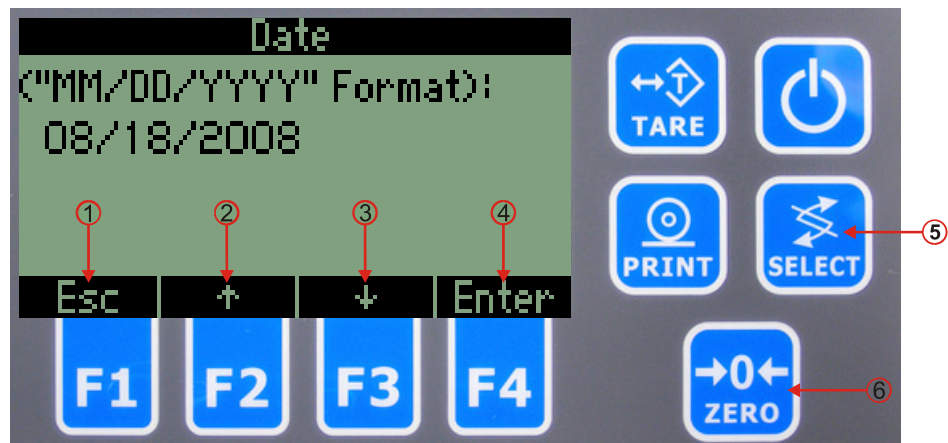 Date
("MM/DD/YYYY" Format):
08/18/2008
1 2 3 4
Esc ↑ ↓ Enter
F1 F2 F3 F4
TARE
PRINT SELECT
5
→0←
ZERO
6